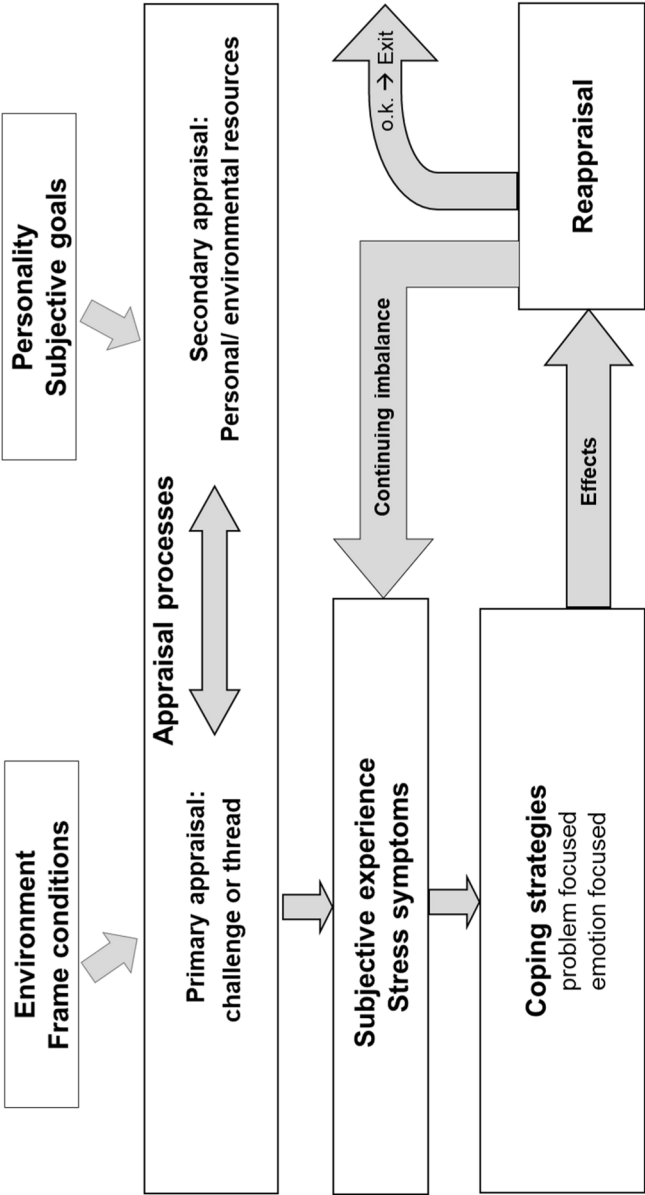 Environment
Frame conditions
Personality
Subjective goals
Appraisal processes
Primary appraisal:
challenge or thread
Secondary appraisal:
Personal/ environmental resources
Subjective experience
Stress symptoms
Continuing imbalance
o.k. → Exit
Coping strategies
problem focused
emotion focused
Effects
Reappraisal